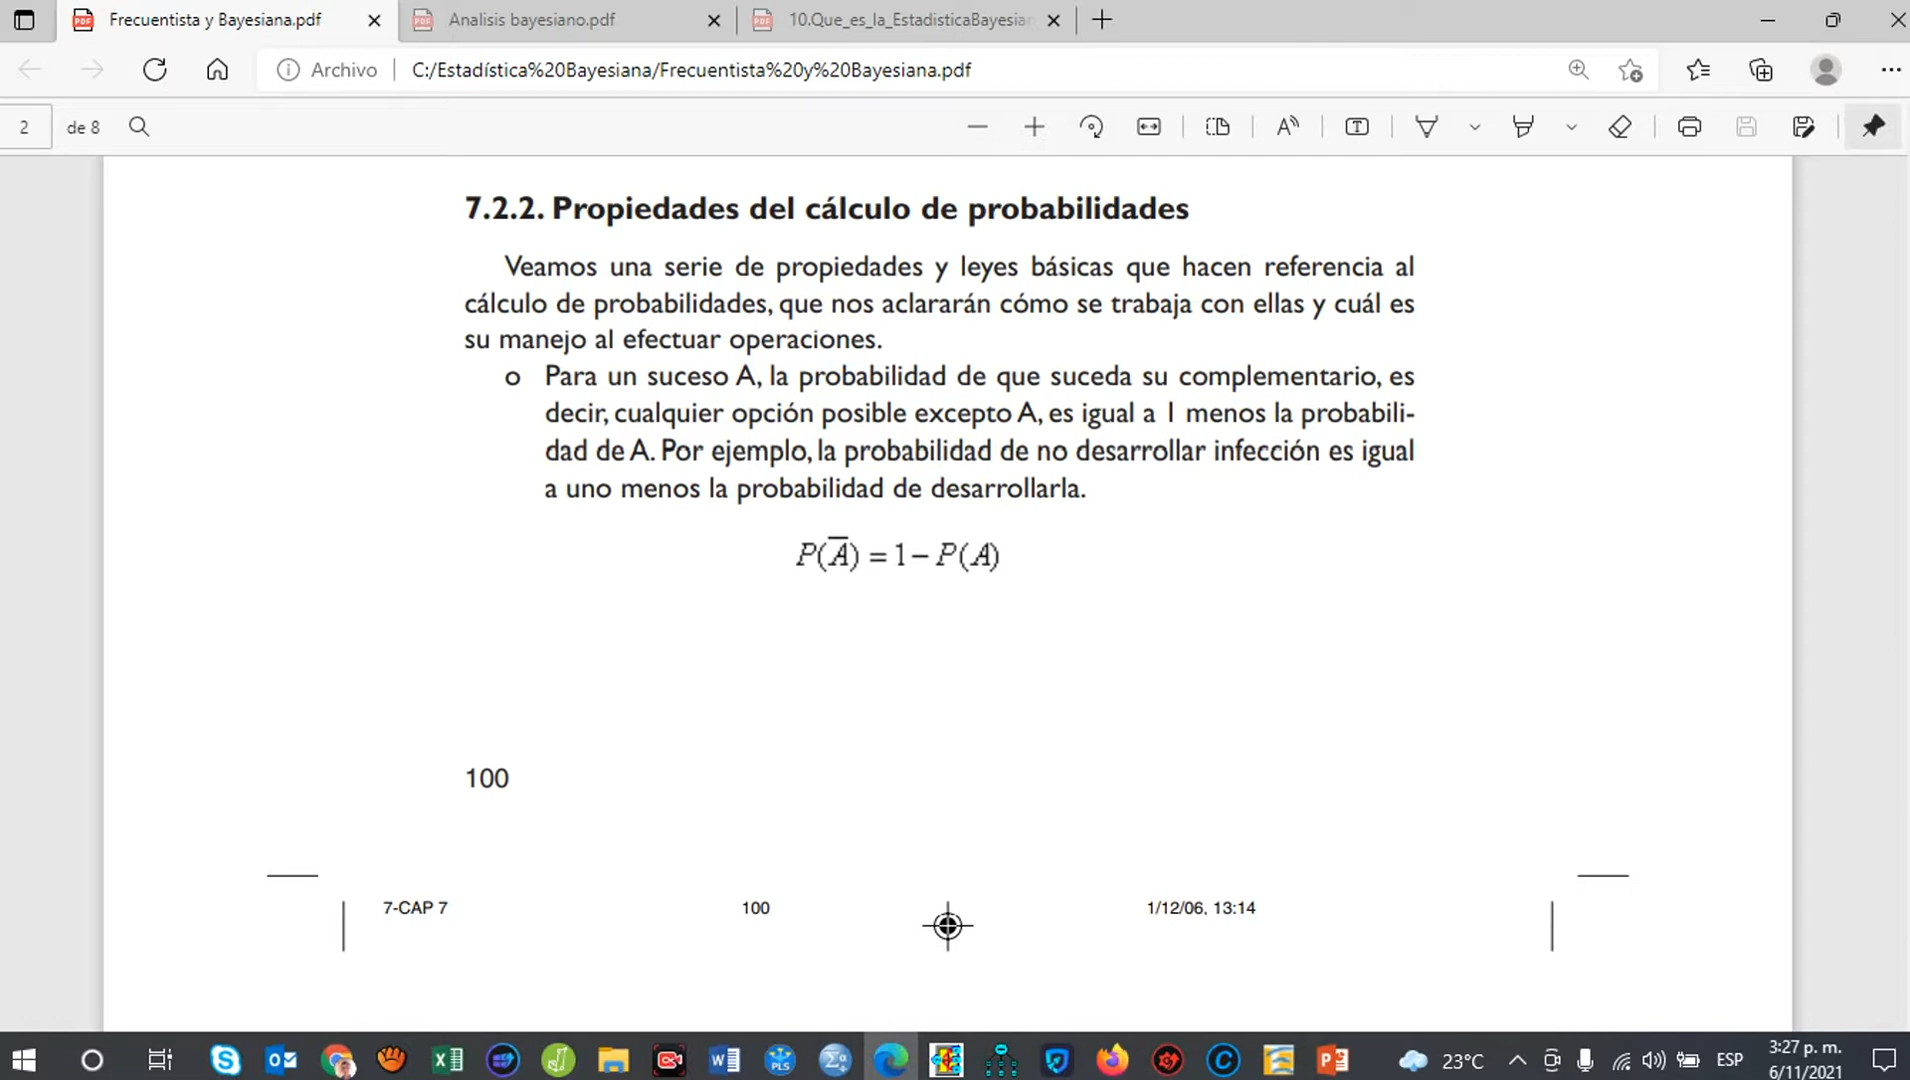 Frecuentista y Bayesiana.pdf
Analisis bayesiano.pdf
10.Que_es_la_EstadisticaBayesian
Archivo
C:/Estadística%20Bayesiana/Frecuentista%20y%20Bayesiana.pdf
2
de 8
7.2.2. Propiedades del cálculo de probabilidades
Veamos una serie de propiedades y leyes básicas que hacen referencia al
cálculo de probabilidades, que nos aclararán cómo se trabaja con ellas y cuál es
su manejo al efectuar operaciones.
o Para un suceso A, la probabilidad de que suceda su complementario, es
decir, cualquier opción posible excepto A, es igual a 1 menos la probabili-
dad de A. Por ejemplo, la probabilidad de no desarrollar infección es igual
a uno menos la probabilidad de desarrollarla.
P(A̅) = 1 − P(A)
100
7-CAP 7
100
1/12/06, 13:14
23°C
ESP
3:27 p. m.
6/11/2021